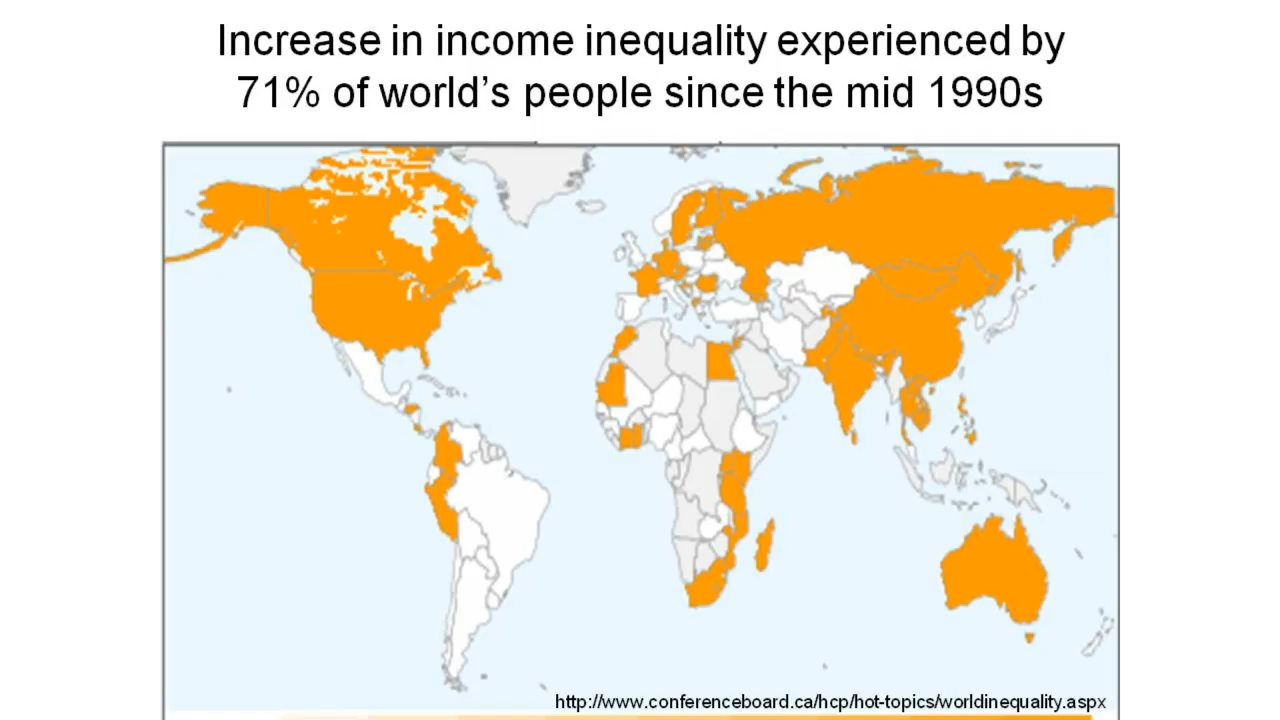 Increase in income inequality experienced by
71% of world’s people since the mid 1990s
http://www.conferenceboard.ca/hcp/hot-topics/worldinequality.aspx